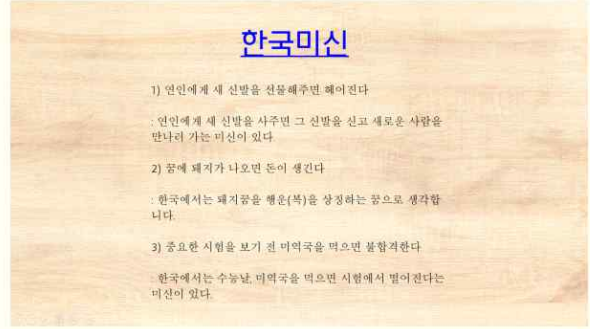 한국미신
1) 연인에게 새 신발을 선물해주면 헤어진다
: 연인에게 새 신발을 사주면 그 신발을 신고 새로운 사람을
만나러 가는 미신이 있다.
2) 꿈에 돼지가 나오면 돈이 생긴다
: 한국에서는 돼지꿈을 행운(복)을 상징하는 꿈으로 생각합
니다.
3) 중요한 시험을 보기 전 미역국을 먹으면 불합격한다
: 한국에서는 수능날, 미역국을 먹으면 시험에서 떨어진다는
미신이 있다.